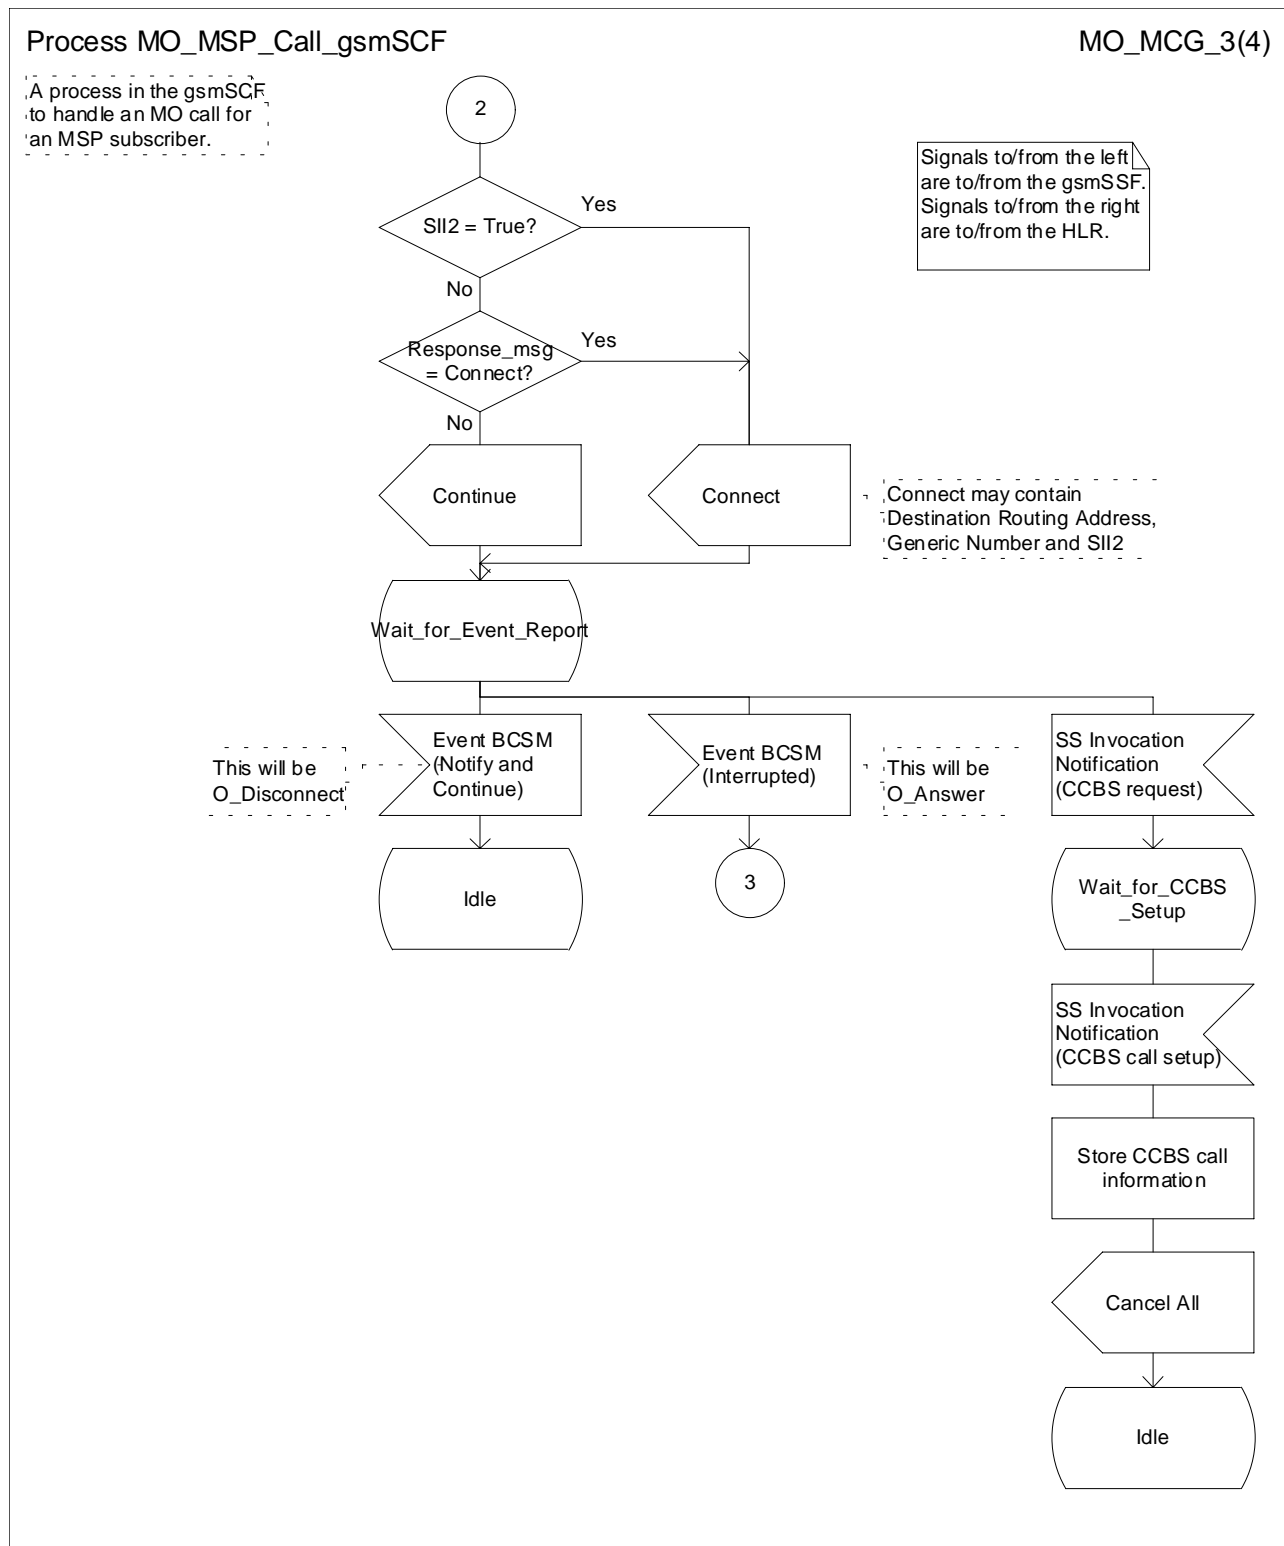 Process MO_MSP_Call_gsmSCF
MO_MCG_3(4)
A process in the gsmSCF
to handle an MO call for
an MSP subscriber.
2
Signals to/from the left
are to/from the gsmSSF.
Signals to/from the right
are to/from the HLR.
SII2 = True?
Yes
No
Response_msg
= Connect?
Yes
No
Continue
Connect
Connect may contain
Destination Routing Address,
Generic Number and SII2
Wait_for_Event_Report
This will be
O_Disconnect
Event BCSM
(Notify and
Continue)
Event BCSM
(Interrupted)
This will be
O_Answer
SS Invocation
Notification
(CCBS request)
Idle
3
Wait_for_CCBS
_Setup
SS Invocation
Notification
(CCBS call setup)
Store CCBS call
information
Cancel All
Idle